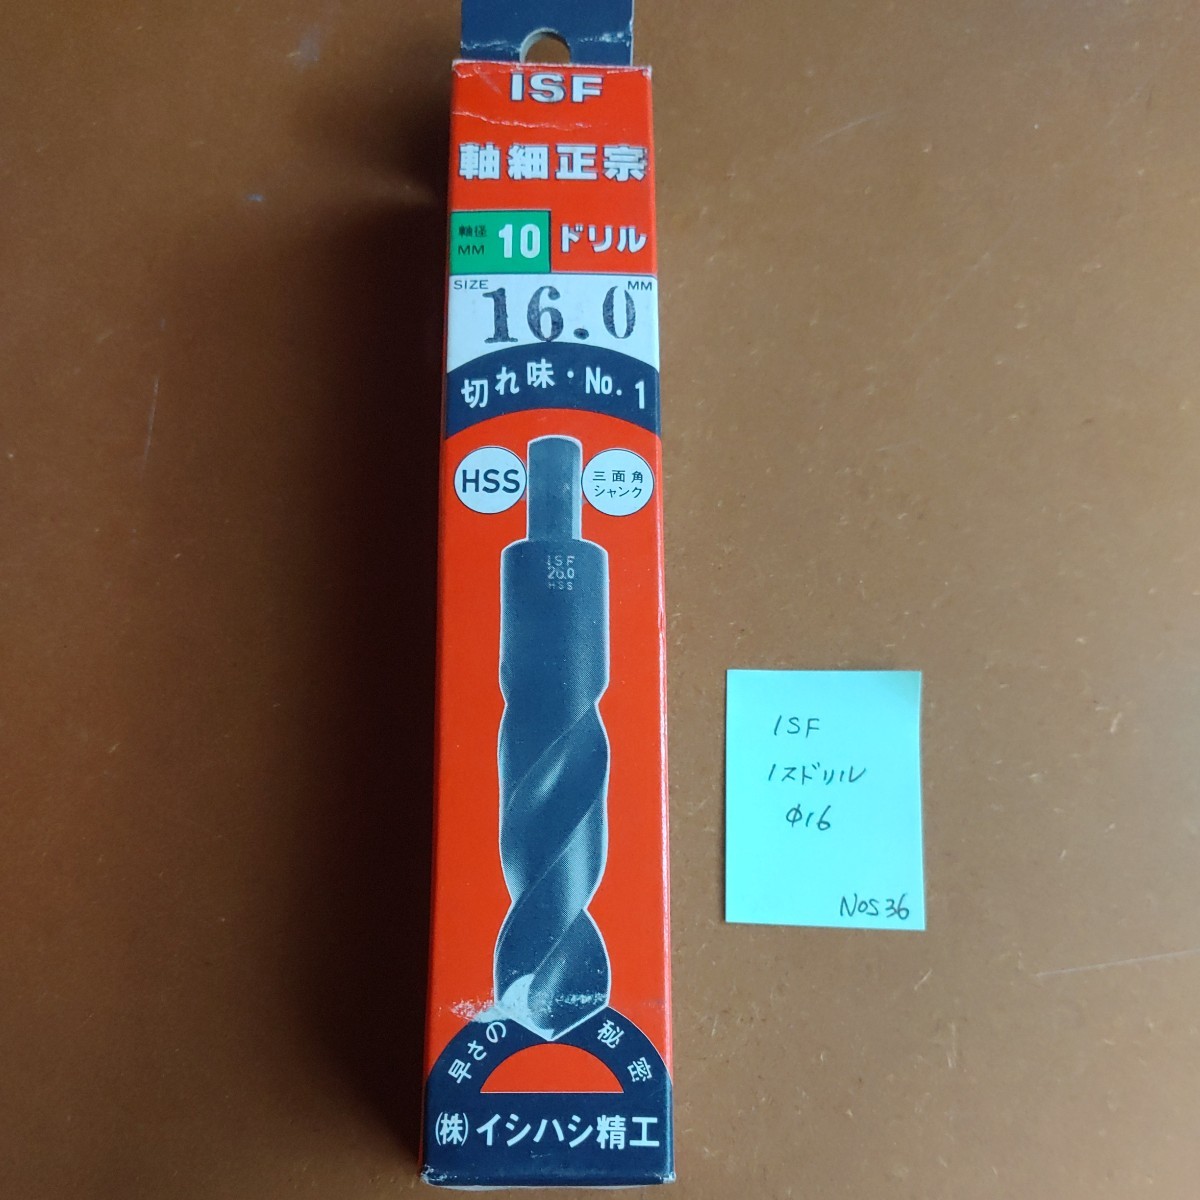 ISF
軸細正宗
軸径
MM 10 ドリル
SIZE MM
16.0
切れ味・No.1
HSS
三面角
シャンク
ISF
26.0
HSS
早さの秘密
(株)イシハシ精工
ISF
ノスドリル
φ16
NOS36